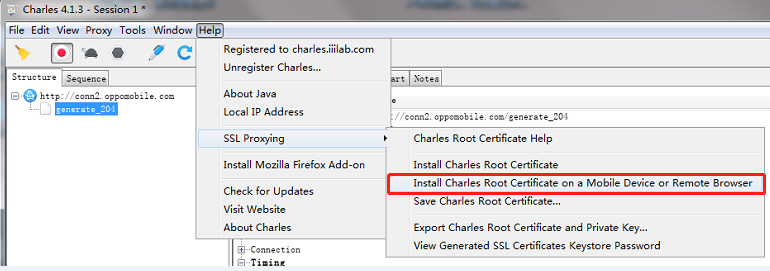 Charles 4.1.3 - Session 1 *
File Edit View Proxy Tools Window Help
Registered to charles.iiilab.com
Unregister Charles...
Structure Sequence
art Notes
About Java
http://conn2.oppomobile.com
generate_204
Local IP Address
://conn2.oppomobile.com/generate_204
SSL Proxying
Charles Root Certificate Help
Install Mozilla Firefox Add-on
Install Charles Root Certificate
Install Charles Root Certificate on a Mobile Device or Remote Browser
Check for Updates
Save Charles Root Certificate...
Visit Website
About Charles
Export Charles Root Certificate and Private Key...
View Generated SSL Certificates Keystore Password
Connection
Timing